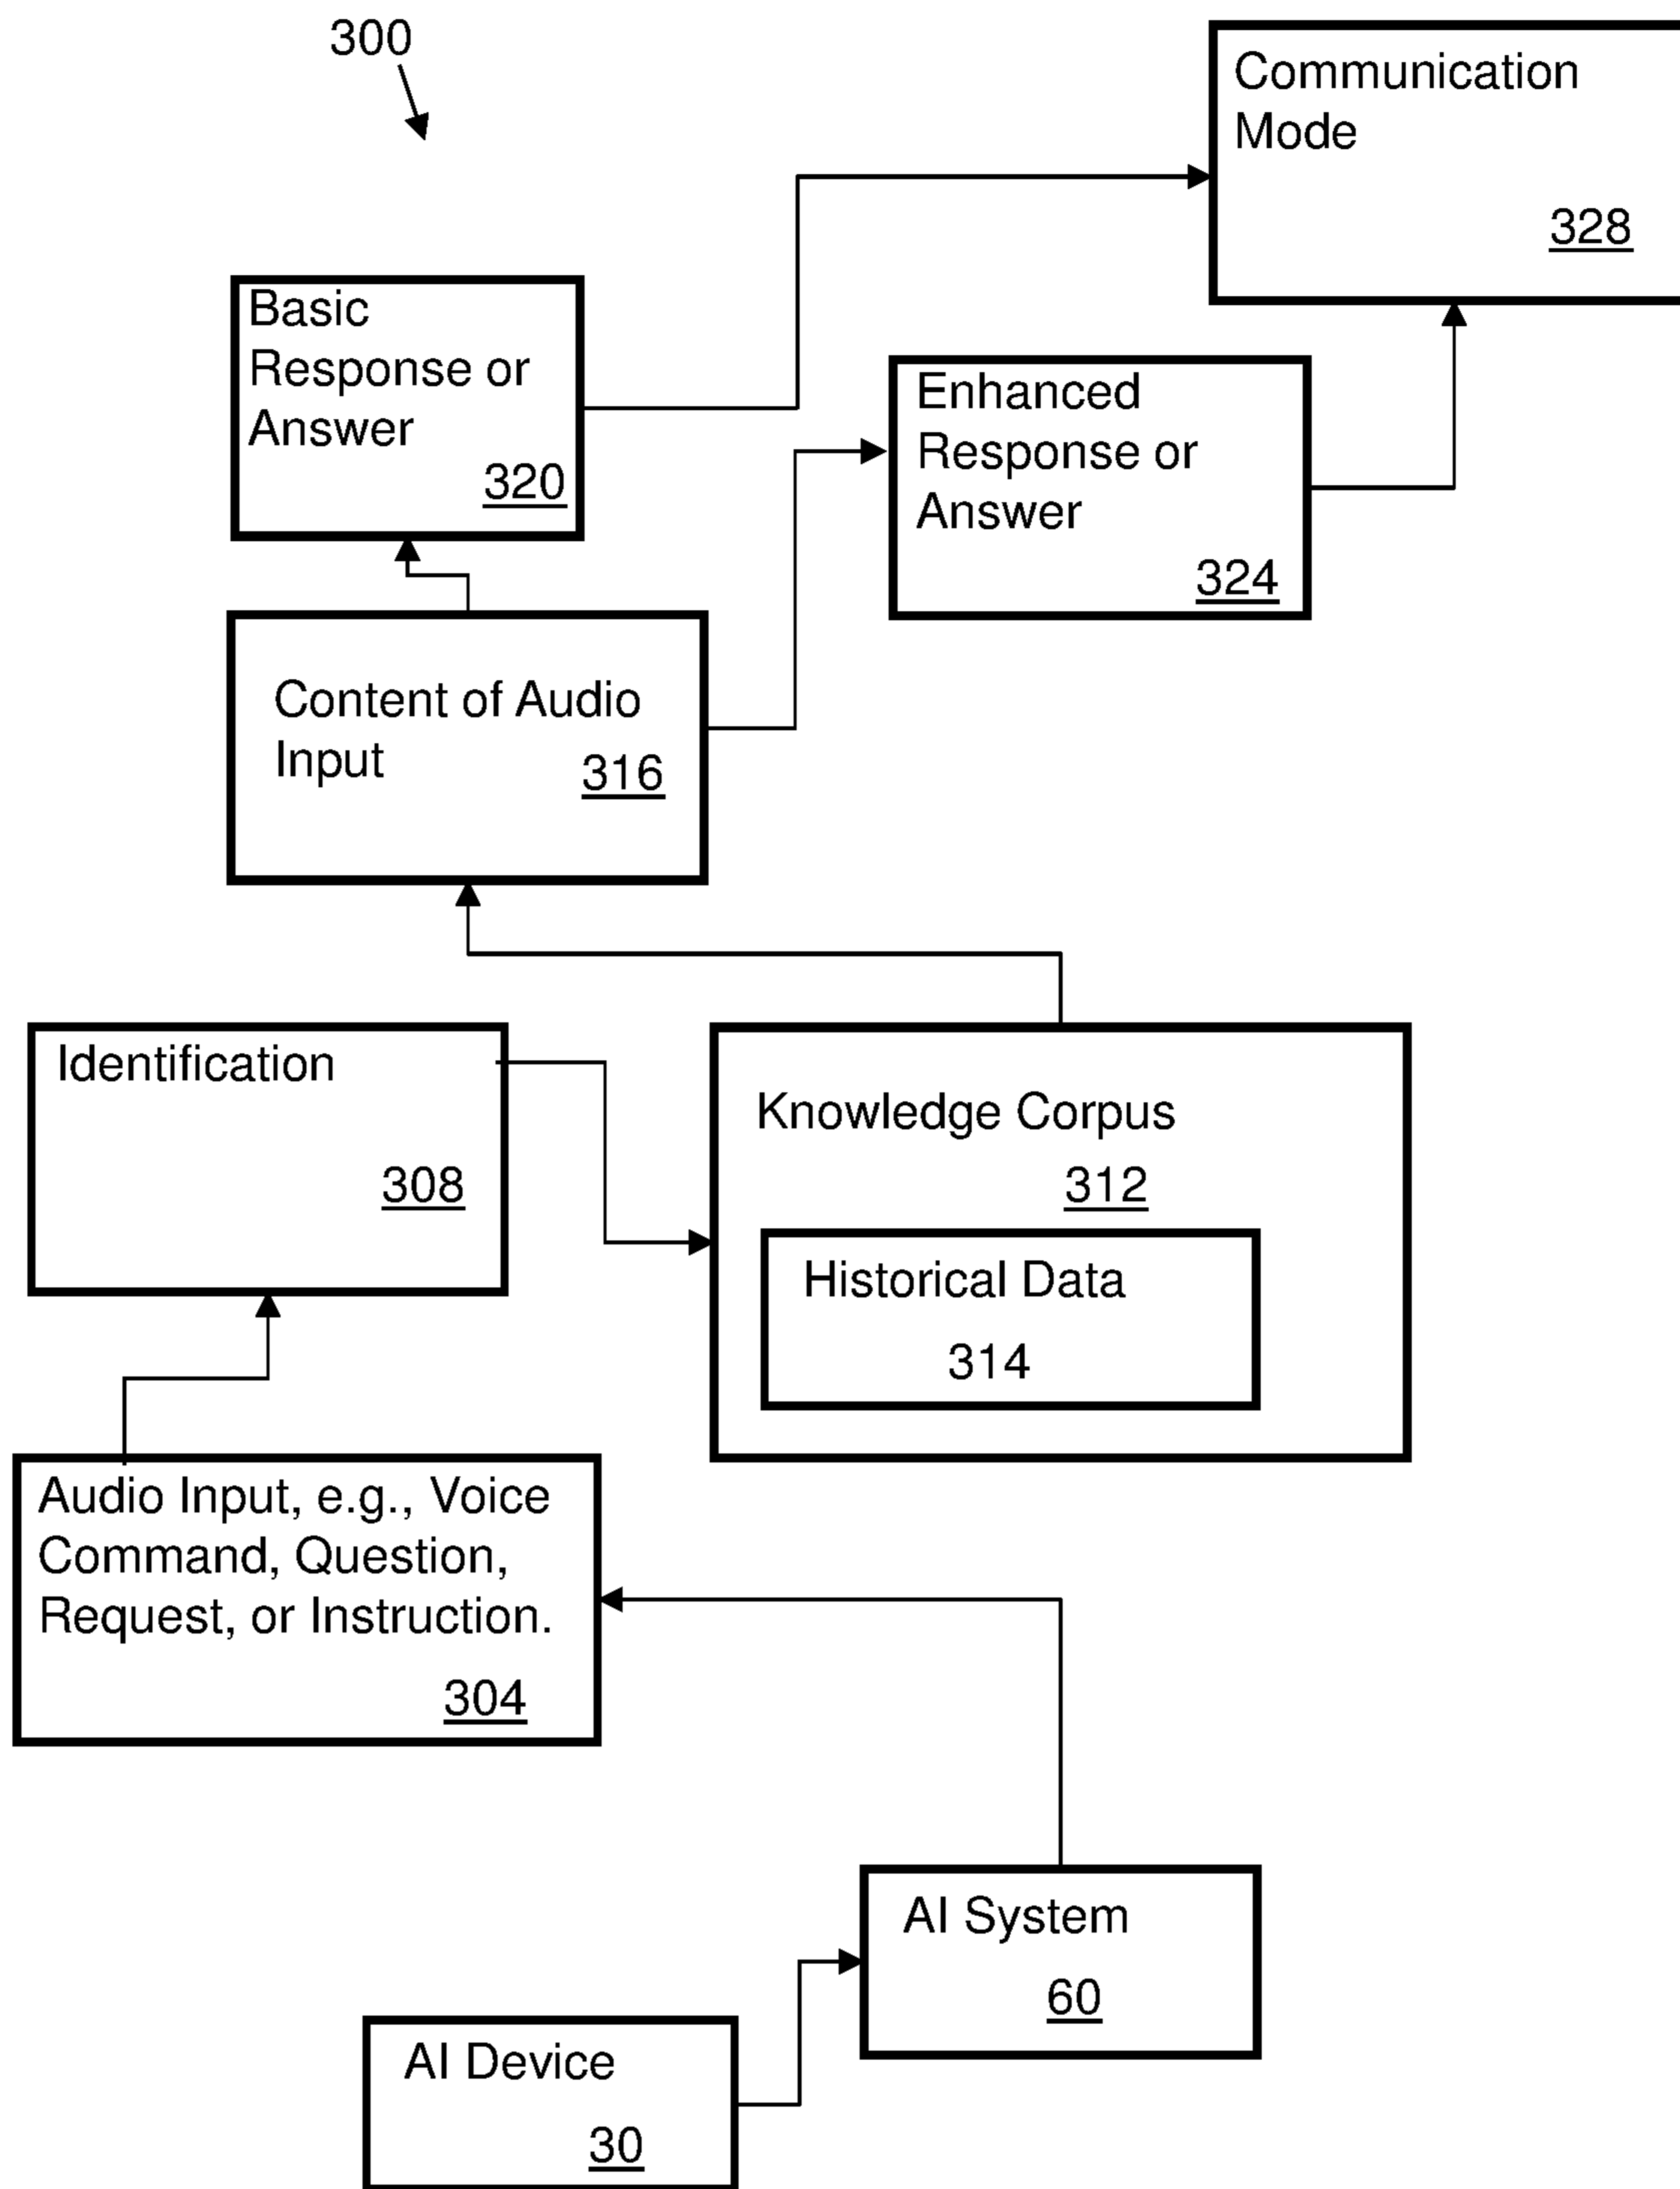 300
Communication
Mode
328
Basic
Response or
Answer
320
Enhanced
Response or
Answer
324
Content of Audio
Input
316
Identification
308
Knowledge Corpus
312
Historical Data
314
Audio Input, e.g., Voice
Command, Question,
Request, or Instruction.
304
AI System
60
AI Device
30